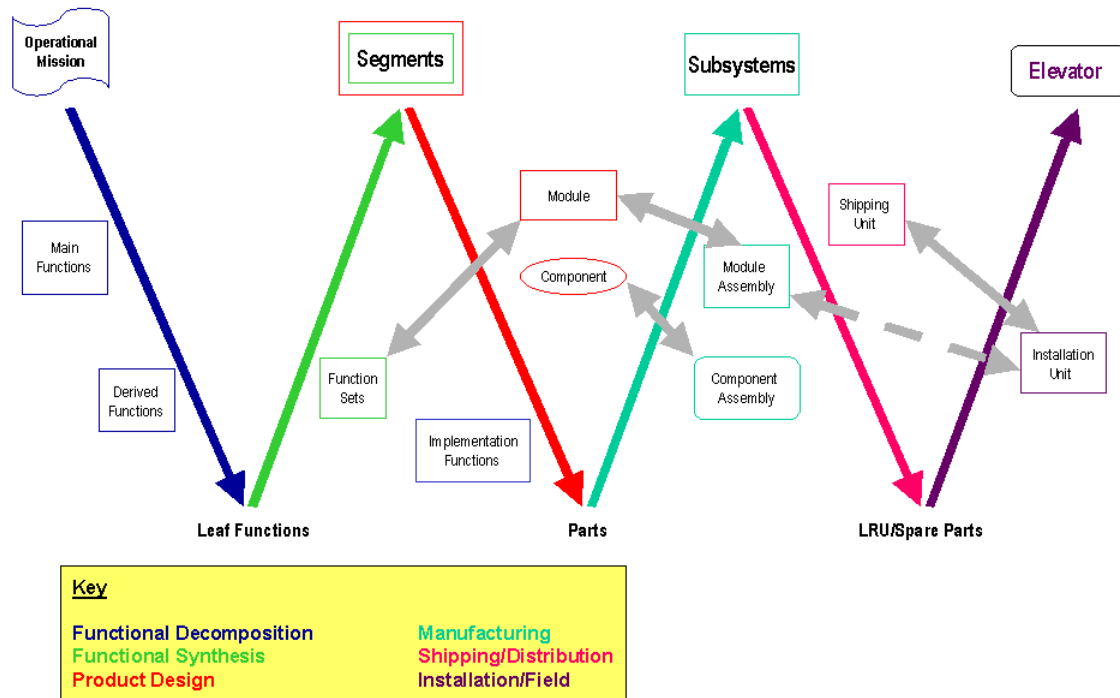 Operational
Mission
Segments
Subsystems
Elevator
Main
Functions
Module
Shipping
Unit
Component
Module
Assembly
Derived
Functions
Function
Sets
Component
Assembly
Installation
Unit
Implementation
Functions
Leaf Functions
Parts
LRU/Spare Parts
Key
Functional Decomposition
Functional Synthesis
Product Design
Manufacturing
Shipping/Distribution
Installation/Field